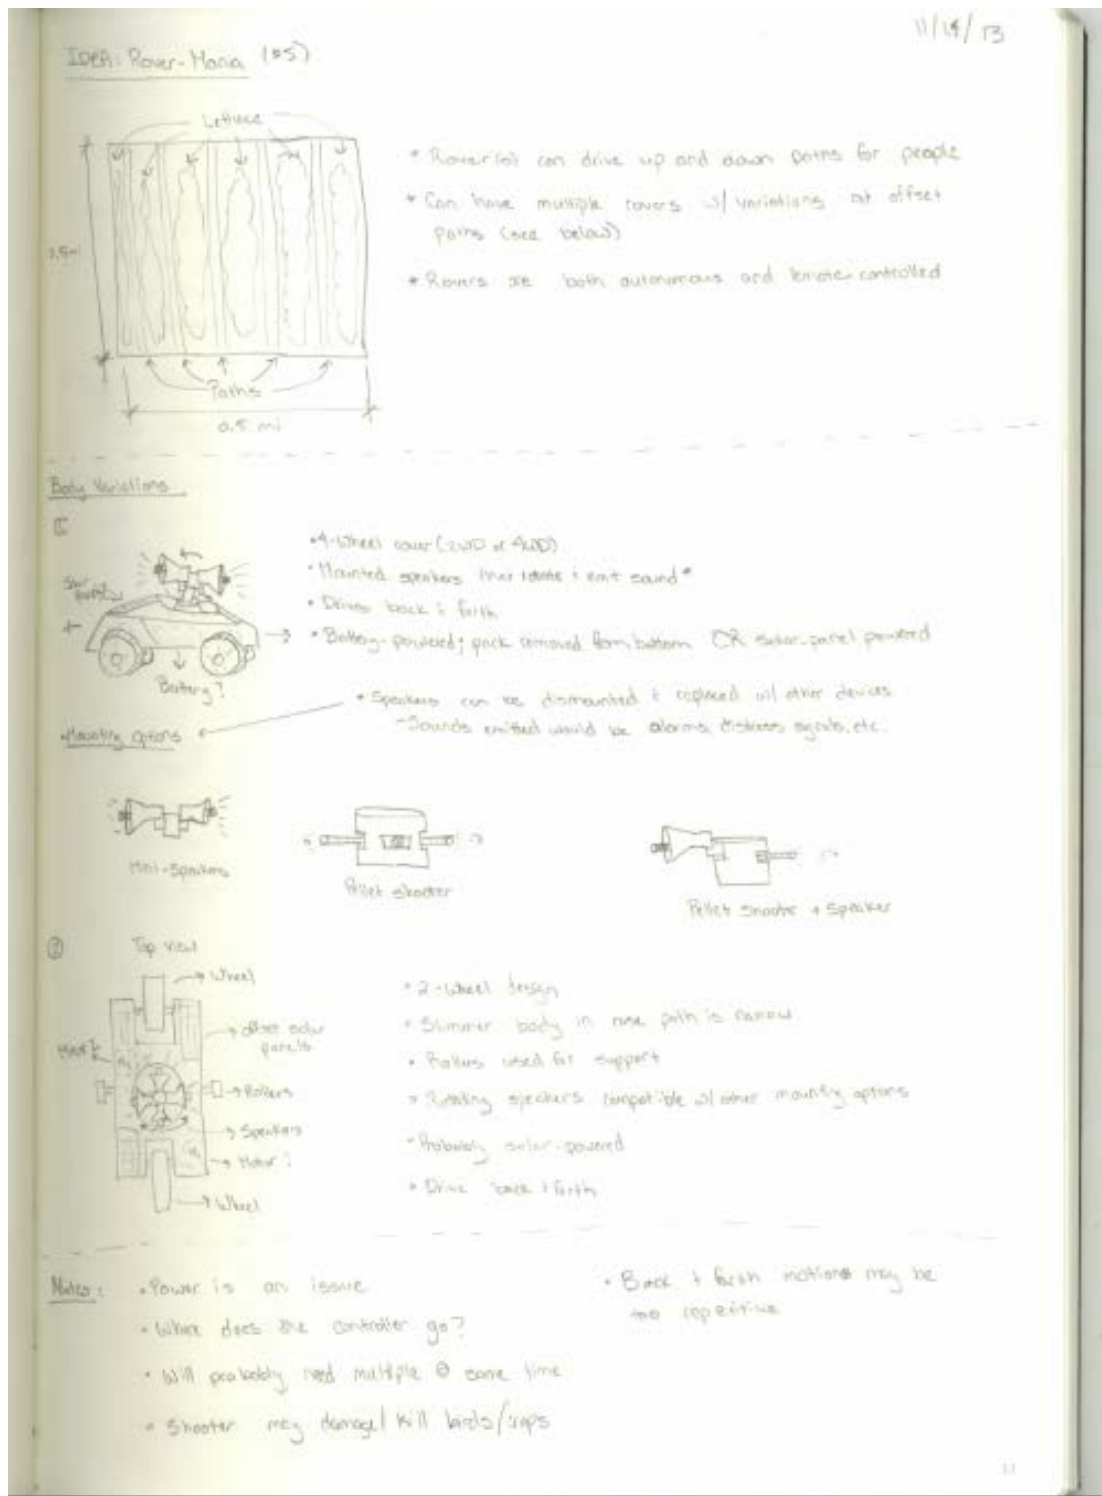 11/14/13
IDEA: Rover-Mania (#5)
Lettuce
* Rover(s) can drive up and down paths for people
* Can have multiple rovers w/ variations at offset
paths (see below)
* Rovers are both autonomous and remote-controlled
0.5mi
Paths
0.5 mi
Body Variations
• 4-Wheel rover (2WD or 4WD)
• Mounted speakers that rotate & emit sound*
Solar
• Drives back & forth
• Battery-powered; pack removed from bottom OR solar-panel powered
Battery?
* Speakers can be dismounted & replaced w/ other devices
- Sounds emitted would be alarms, distress signals, etc.
Mounting options
Mini-Speakers
Pellet shooter
Pellet shooter + Speaker
② Top view
Wheel
• 2-Wheel design
offset solar
panels
• Slimmer body in case path is narrow
Motor?
• Rollers used for support
Rollers
• Rotating speakers compatible w/ other mounting options
Speakers
- Probably solar-powered
Motor?
• Drive back & forth
Wheel
Notes:
• Power is an issue
• Back & forth motions may be
too repetitive
• Where does the controller go?
• Will probably need multiple @ same time
• Shooter may damage/kill birds/crops